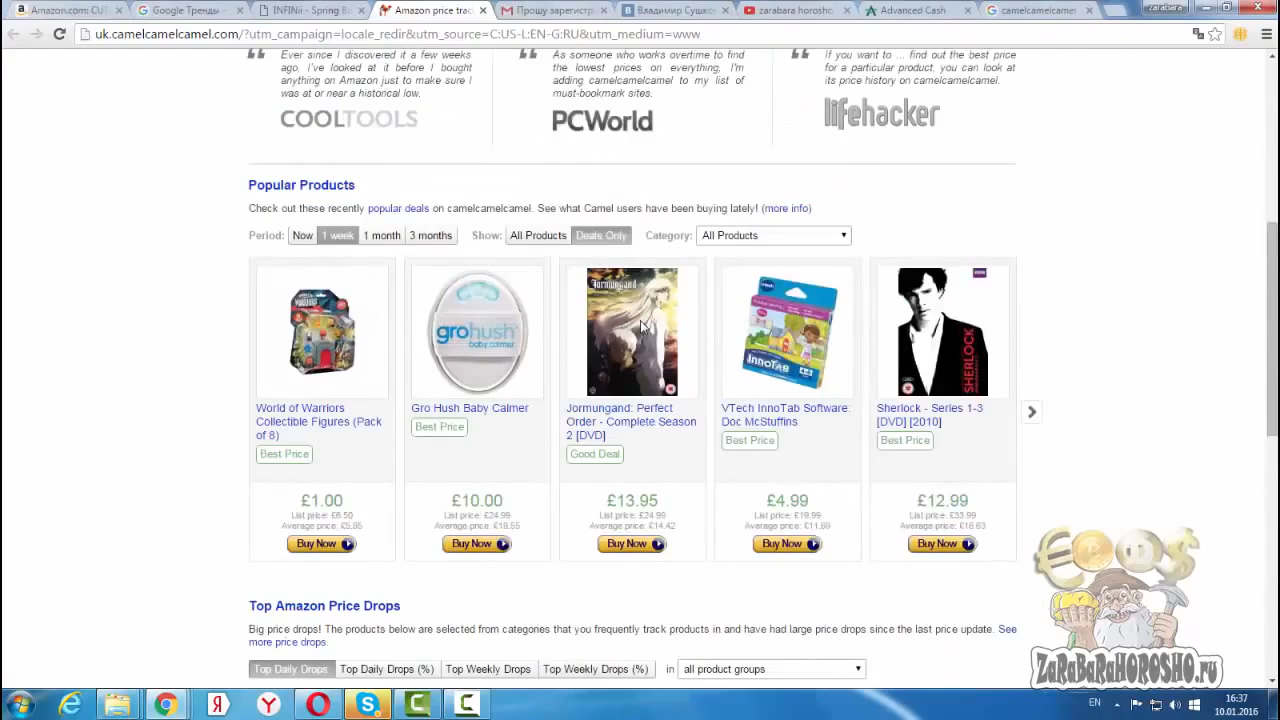 Amazon.com: CUT
Google Тренды -
INFINii - Spring Bo
Amazon price trac
Прошу зарегистр
Владимир Сушко
zarabara horosho
Advanced Cash
camelcamelcamel
zarabara
uk.camelcamelcamel.com/?utm_campaign=locale_redir&utm_source=C:US-L:EN-G:RU&utm_medium=www
Ever since I discovered it a few weeks
ago, I've looked at it before I bought
anything on Amazon just to make sure I
was at or near a historical low.
COOLTOOLS
As someone who works overtime to find
the lowest prices on everything, I'm
adding camelcamelcamel to my list of
must-bookmark sites.
PCWorld
If you want to ... find out the best price
for a particular product, you can look at
its price history on camelcamelcamel.
lifehacker
Popular Products
Check out these recently popular deals on camelcamelcamel. See what Camel users have been buying lately! (more info)
Period: Now 1 week 1 month 3 months Show: All Products Deals Only Category: All Products
Jormungand
grohush
baby calmer
InnoTAB
SHERLOCK
World of Warriors
Collectible Figures (Pack
of 8)
Best Price
£1.00
List price: £6.50
Average price: £5.95
Buy Now
Gro Hush Baby Calmer
Best Price
£10.00
List price: £24.99
Average price: £18.55
Buy Now
Jormungand: Perfect
Order - Complete Season
2 [DVD]
Good Deal
£13.95
List price: £24.99
Average price: £14.42
Buy Now
VTech InnoTab Software:
Doc McStuffins
Best Price
£4.99
List price: £19.99
Average price: £11.69
Buy Now
Sherlock - Series 1-3
[DVD] [2010]
Best Price
£12.99
List price: £33.99
Average price: £16.83
Buy Now
Top Amazon Price Drops
Big price drops! The products below are selected from categories that you frequently track products in and have had large price drops since the last price update. See
more price drops.
Top Daily Drops Top Daily Drops (%) Top Weekly Drops Top Weekly Drops (%) in all product groups
ZaRaBaRaHOROSHO.ru
EN
16:37
10.01.2016